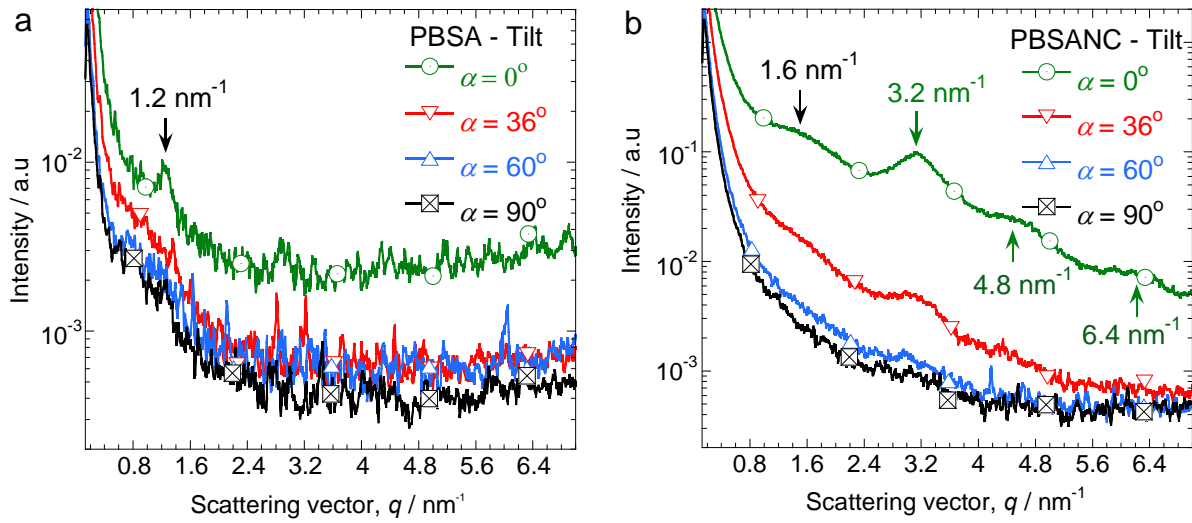 a
PBSA - Tilt
α = 0°
α = 36°
α = 60°
α = 90°
1.2 nm⁻¹
10⁻²
10⁻³
Intensity / a.u
0.8 1.6 2.4 3.2 4 4.8 5.6 6.4
Scattering vector, q / nm⁻¹
b
PBSANC - Tilt
α = 0°
α = 36°
α = 60°
α = 90°
1.6 nm⁻¹
3.2 nm⁻¹
4.8 nm⁻¹
6.4 nm⁻¹
10⁻¹
10⁻²
10⁻³
Intensity / a.u
0.8 1.6 2.4 3.2 4 4.8 5.6 6.4
Scattering vector, q / nm⁻¹